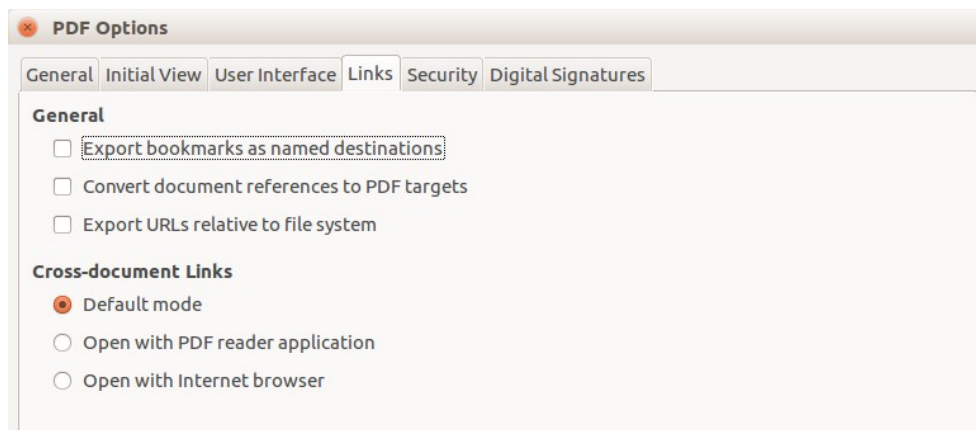 PDF Options
General Initial View User Interface Links Security Digital Signatures
General
Export bookmarks as named destinations
Convert document references to PDF targets
Export URLs relative to file system
Cross-document Links
Default mode
Open with PDF reader application
Open with Internet browser